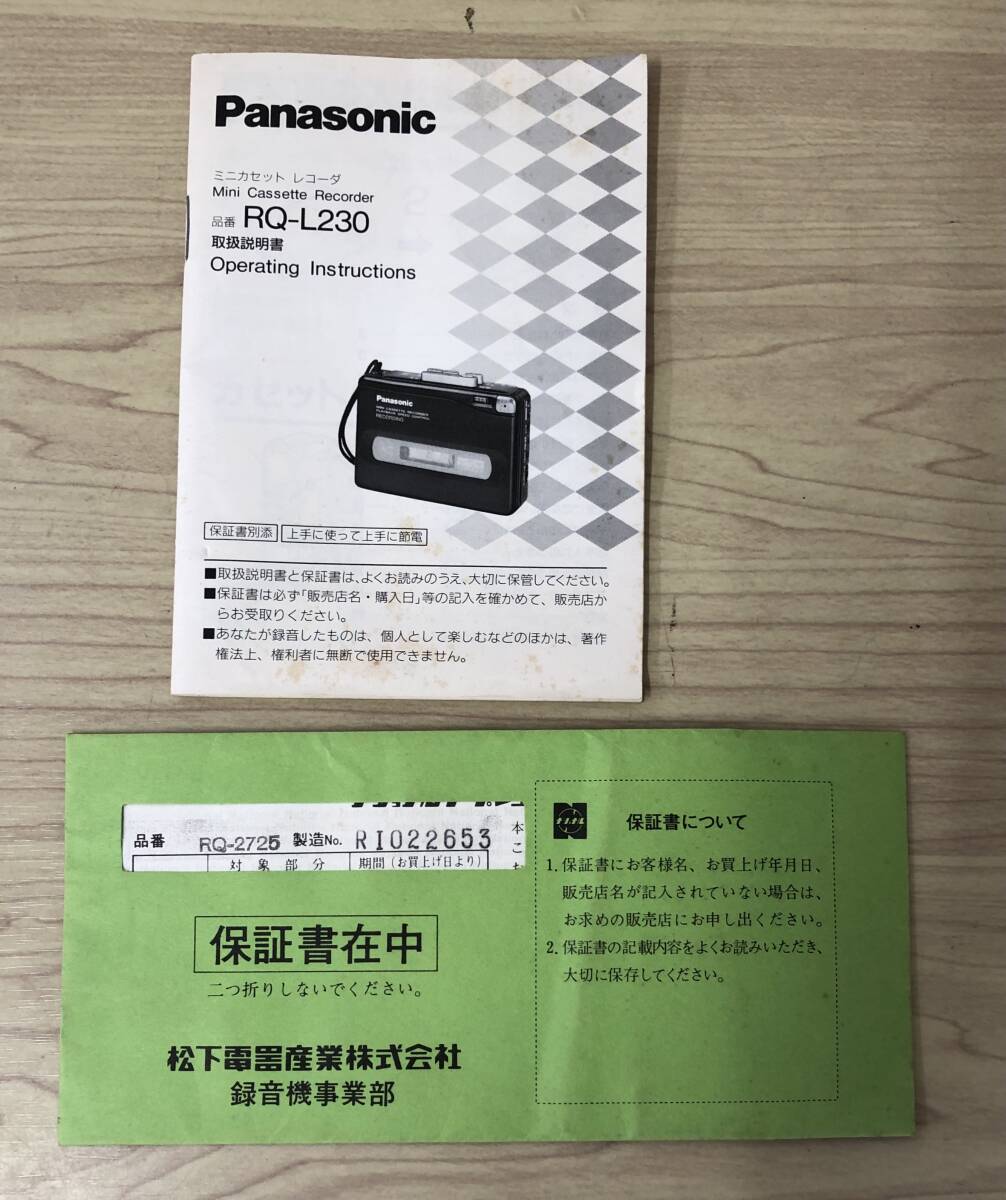 Panasonic
ミニカセット レコーダ
Mini Cassette Recorder
品番 RQ-L230
取扱説明書
Operating Instructions
Panasonic
MINI CASSETTE RECORDER
PLAYBACK SPEED CONTROL
RECORDING
保証書別添 上手に使って上手に節電
■取扱説明書と保証書は、よくお読みのうえ、大切に保管してください。
■保証書は必ず「販売店名・購入日」等の記入を確かめて、販売店か
らお受取りください。
■あなたが録音したものは、個人として楽しむなどのほかは、著作
権法上、権利者に無断で使用できません。
品番 RQ-2725 製造No. RI022653
対象部分 期間(お買上げ日より)
本
こ
保証書在中
二つ折りしないでください。
松下電器産業株式会社
録音機事業部
ナショナル
保証書について
1. 保証書にお客様名、お買上げ年月日、
販売店名が記入されていない場合は、
お求めの販売店にお申し出ください。
2. 保証書の記載内容をよくお読みいただき、
大切に保存してください。